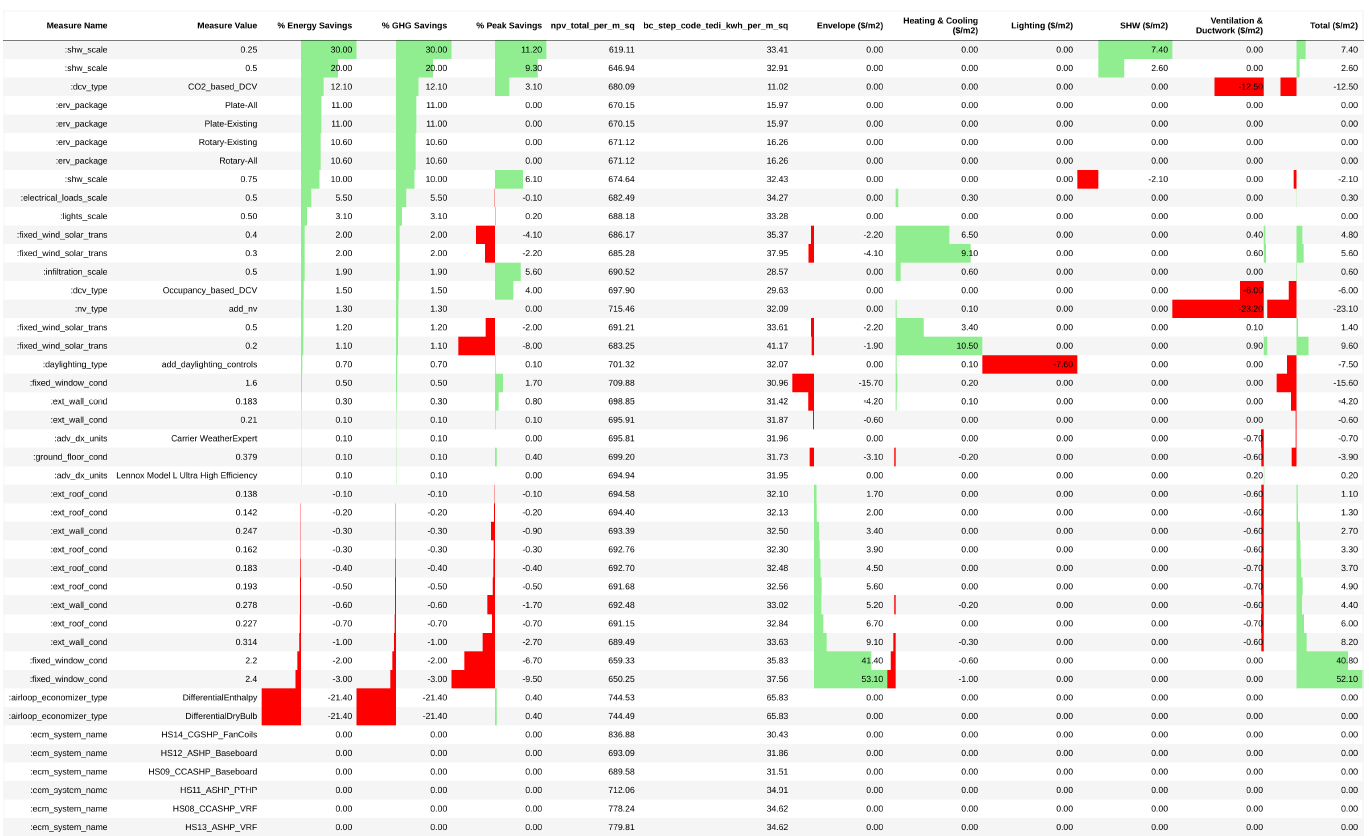 Measure Name Measure Value % Energy Savings % GHG Savings % Peak Savings npv_total_per_m_sq bc_step_code_tedi_kwh_per_m_sq Envelope ($/m2) Heating & Cooling ($/m2) Lighting ($/m2) SHW ($/m2) Ventilation & Ductwork ($/m2) Total ($/m2)
:shw_scale 0.25 30.00 30.00 11.20 619.11 33.41 0.00 0.00 0.00 7.40 0.00 7.40
:shw_scale 0.5 20.00 20.00 9.30 646.94 32.91 0.00 0.00 0.00 2.60 0.00 2.60
:dcv_type CO2_based_DCV 12.10 12.10 3.10 680.09 11.02 0.00 0.00 0.00 0.00 -12.50 -12.50
:erv_package Plate-All 11.00 11.00 0.00 670.15 15.97 0.00 0.00 0.00 0.00 0.00 0.00
:erv_package Plate-Existing 11.00 11.00 0.00 670.15 15.97 0.00 0.00 0.00 0.00 0.00 0.00
:erv_package Rotary-Existing 10.60 10.60 0.00 671.12 16.26 0.00 0.00 0.00 0.00 0.00 0.00
:erv_package Rotary-All 10.60 10.60 0.00 671.12 16.26 0.00 0.00 0.00 0.00 0.00 0.00
:shw_scale 0.75 10.00 10.00 6.10 674.64 32.43 0.00 0.00 0.00 -2.10 0.00 -2.10
:electrical_loads_scale 0.5 5.50 5.50 -0.10 682.49 34.27 0.00 0.30 0.00 0.00 0.00 0.30
:lights_scale 0.50 3.10 3.10 0.20 688.18 33.28 0.00 0.00 0.00 0.00 0.00 0.00
:fixed_wind_solar_trans 0.4 2.00 2.00 -4.10 686.17 35.37 -2.20 6.50 0.00 0.00 0.40 4.80
:fixed_wind_solar_trans 0.3 2.00 2.00 -2.20 685.28 37.95 -4.10 9.10 0.00 0.00 0.60 5.60
:infiltration_scale 0.5 1.90 1.90 5.60 690.52 28.57 0.00 0.60 0.00 0.00 0.00 0.60
:dcv_type Occupancy_based_DCV 1.50 1.50 4.00 697.90 29.63 0.00 0.00 0.00 0.00 -6.00 -6.00
:nv_type add_nv 1.30 1.30 0.00 715.46 32.09 0.00 0.10 0.00 0.00 -23.20 -23.10
:fixed_wind_solar_trans 0.5 1.20 1.20 -2.00 691.21 33.61 -2.20 3.40 0.00 0.00 0.10 1.40
:fixed_wind_solar_trans 0.2 1.10 1.10 -8.00 683.25 41.17 -1.90 10.50 0.00 0.00 0.90 9.60
:daylighting_type add_daylighting_controls 0.70 0.70 0.10 701.32 32.07 0.00 0.10 -7.60 0.00 0.00 -7.50
:fixed_window_cond 1.6 0.50 0.50 1.70 709.88 30.96 -15.70 0.20 0.00 0.00 0.00 -15.60
:ext_wall_cond 0.183 0.30 0.30 0.80 698.85 31.42 -4.20 0.10 0.00 0.00 0.00 -4.20
:ext_wall_cond 0.21 0.10 0.10 0.10 695.91 31.87 -0.60 0.00 0.00 0.00 0.00 -0.60
:adv_dx_units Carrier WeatherExpert 0.10 0.10 0.00 695.81 31.96 0.00 0.00 0.00 0.00 -0.70 -0.70
:ground_floor_cond 0.379 0.10 0.10 0.40 699.20 31.73 -3.10 -0.20 0.00 0.00 -0.60 -3.90
:adv_dx_units Lennox Model L Ultra High Efficiency 0.10 0.10 0.00 694.94 31.95 0.00 0.00 0.00 0.00 0.20 0.20
:ext_roof_cond 0.138 -0.10 -0.10 -0.10 694.58 32.10 1.70 0.00 0.00 0.00 -0.60 1.10
:ext_roof_cond 0.142 -0.20 -0.20 -0.20 694.40 32.13 2.00 0.00 0.00 0.00 -0.60 1.30
:ext_wall_cond 0.247 -0.30 -0.30 -0.90 693.39 32.50 3.40 0.00 0.00 0.00 -0.60 2.70
:ext_roof_cond 0.162 -0.30 -0.30 -0.30 692.76 32.30 3.90 0.00 0.00 0.00 -0.60 3.30
:ext_roof_cond 0.183 -0.40 -0.40 -0.40 692.70 32.48 4.50 0.00 0.00 0.00 -0.70 3.70
:ext_roof_cond 0.193 -0.50 -0.50 -0.50 691.68 32.56 5.60 0.00 0.00 0.00 -0.70 4.90
:ext_wall_cond 0.278 -0.60 -0.60 -1.70 692.48 33.02 5.20 -0.20 0.00 0.00 -0.60 4.40
:ext_roof_cond 0.227 -0.70 -0.70 -0.70 691.15 32.84 6.70 0.00 0.00 0.00 -0.70 6.00
:ext_wall_cond 0.314 -1.00 -1.00 -2.70 689.49 33.63 9.10 -0.30 0.00 0.00 -0.60 8.20
:fixed_window_cond 2.2 -2.00 -2.00 -6.70 659.33 35.83 41.40 -0.60 0.00 0.00 0.00 40.80
:fixed_window_cond 2.4 -3.00 -3.00 -9.50 650.25 37.56 53.10 -1.00 0.00 0.00 0.00 52.10
:airloop_economizer_type DifferentialEnthalpy -21.40 -21.40 0.40 744.53 65.83 0.00 0.00 0.00 0.00 0.00 0.00
:airloop_economizer_type DifferentialDryBulb -21.40 -21.40 0.40 744.49 65.83 0.00 0.00 0.00 0.00 0.00 0.00
:ecm_system_name HS14_CGSHP_FanCoils 0.00 0.00 0.00 836.88 30.43 0.00 0.00 0.00 0.00 0.00 0.00
:ecm_system_name HS12_ASHP_Baseboard 0.00 0.00 0.00 693.09 31.86 0.00 0.00 0.00 0.00 0.00 0.00
:ecm_system_name HS09_CCASHP_Baseboard 0.00 0.00 0.00 689.58 31.51 0.00 0.00 0.00 0.00 0.00 0.00
:ecm_system_name HS11_ASHP_PTHP 0.00 0.00 0.00 712.06 34.91 0.00 0.00 0.00 0.00 0.00 0.00
:ecm_system_name HS08_CCASHP_VRF 0.00 0.00 0.00 778.24 34.62 0.00 0.00 0.00 0.00 0.00 0.00
:ecm_system_name HS13_ASHP_VRF 0.00 0.00 0.00 779.81 34.62 0.00 0.00 0.00 0.00 0.00 0.00